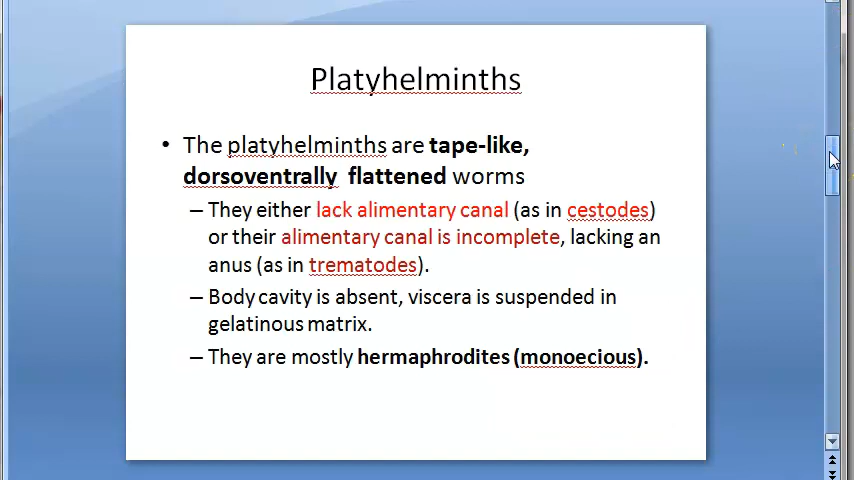 Platyhelminths
• The platyhelminths are tape-like,
dorsoventrally flattened worms
– They either lack alimentary canal (as in cestodes)
or their alimentary canal is incomplete, lacking an
anus (as in trematodes).
– Body cavity is absent, viscera is suspended in
gelatinous matrix.
– They are mostly hermaphrodites (monoecious).